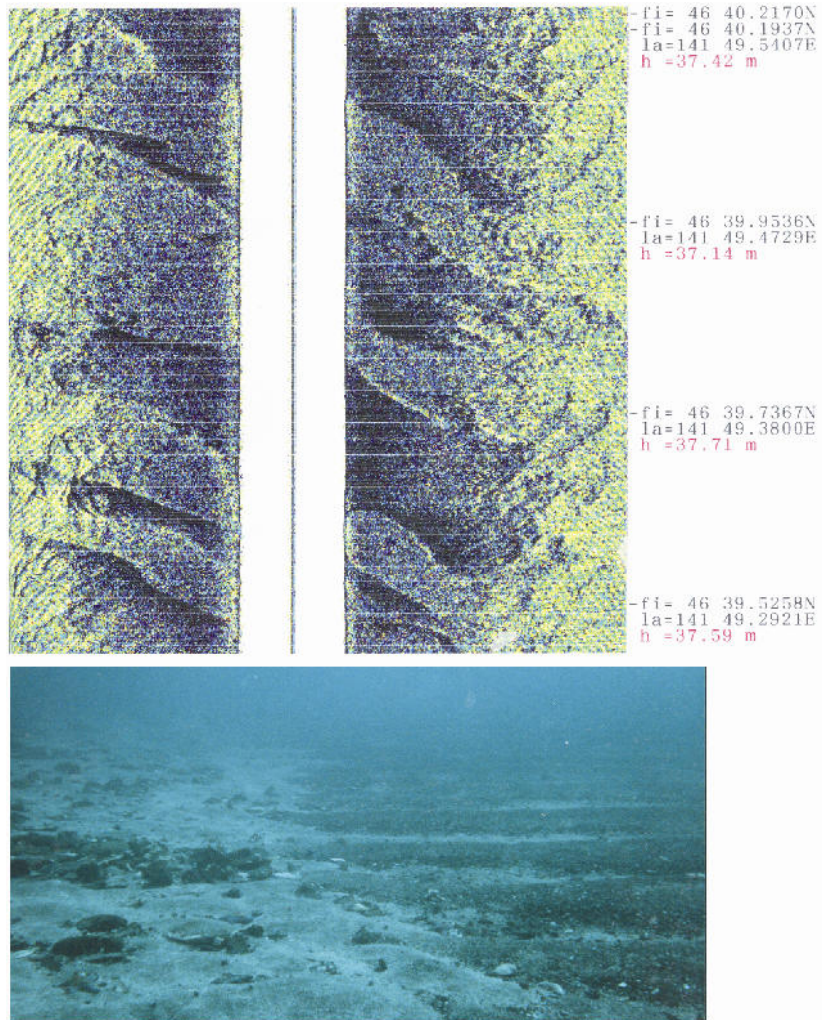 -fi= 46 40.2170N
-fi= 46 40.1937N
la=141 49.5407E
h =37.42 m
-fi= 46 39.9536N
la=141 49.4729E
h =37.14 m
-fi= 46 39.7367N
la=141 49.3800E
h =37.71 m
-fi= 46 39.5258N
la=141 49.2921E
h =37.59 m